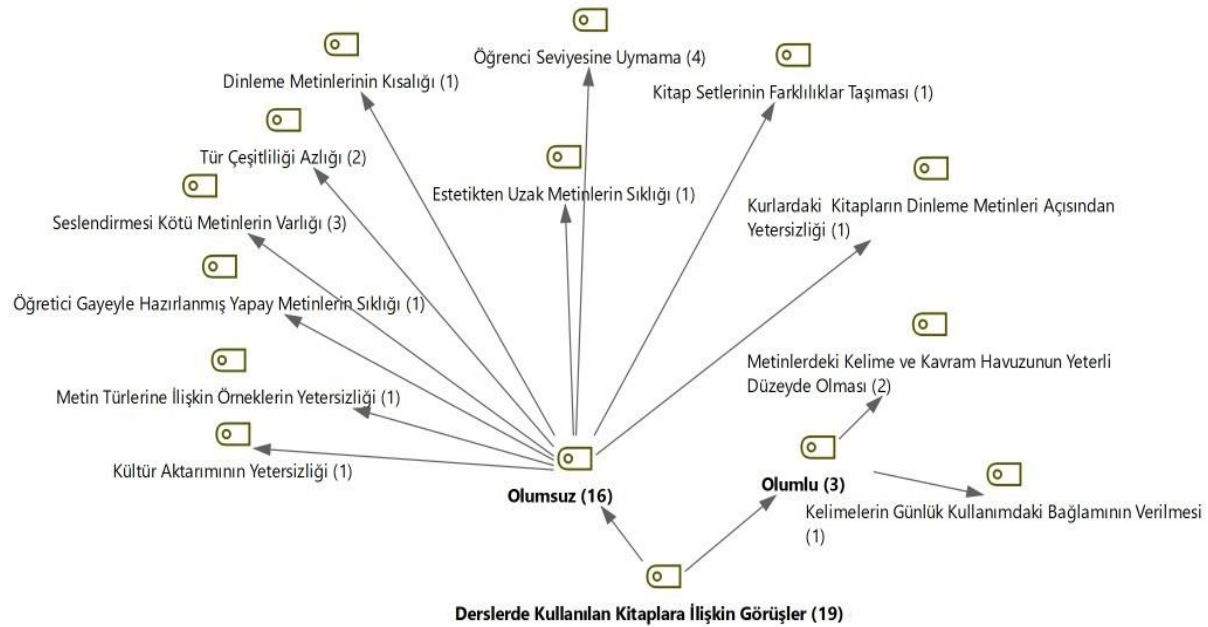 Öğrenci Seviyesine Uymama (4)
Dinleme Metinlerinin Kısalığı (1)
Kitap Setlerinin Farklılıklar Taşıması (1)
Tür Çeşitliliği Azlığı (2)
Estetikten Uzak Metinlerin Sıklığı (1)
Kurlardaki Kitapların Dinleme Metinleri Açısından
Yetersizliği (1)
Seslendirmesi Kötü Metinlerin Varlığı (3)
Öğretici Gayeyle Hazırlanmış Yapay Metinlerin Sıklığı (1)
Metinlerdeki Kelime ve Kavram Havuzunun Yeterli
Düzeyde Olması (2)
Metin Türlerine İlişkin Örneklerin Yetersizliği (1)
Kültür Aktarımının Yetersizliği (1)
Olumsuz (16)
Olumlu (3)
Kelimelerin Günlük Kullanımdaki Bağlamının Verilmesi
(1)
Derslerde Kullanılan Kitaplara İlişkin Görüşler (19)